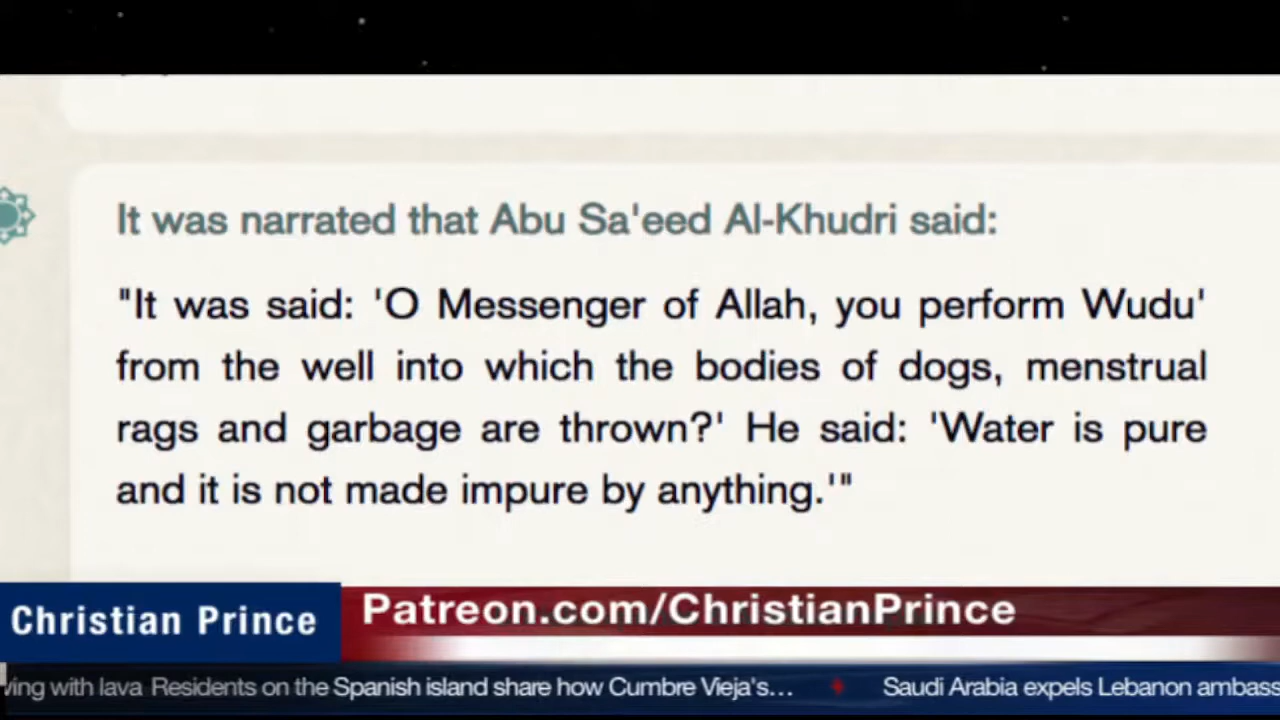 It was narrated that Abu Sa'eed Al-Khudri said:
"It was said: 'O Messenger of Allah, you perform Wudu'
from the well into which the bodies of dogs, menstrual
rags and garbage are thrown?' He said: 'Water is pure
and it is not made impure by anything.'"
Christian Prince
Patreon.com/ChristianPrince
ving with lava Residents on the Spanish island share how Cumbre Vieja's... Saudi Arabia expels Lebanon ambass